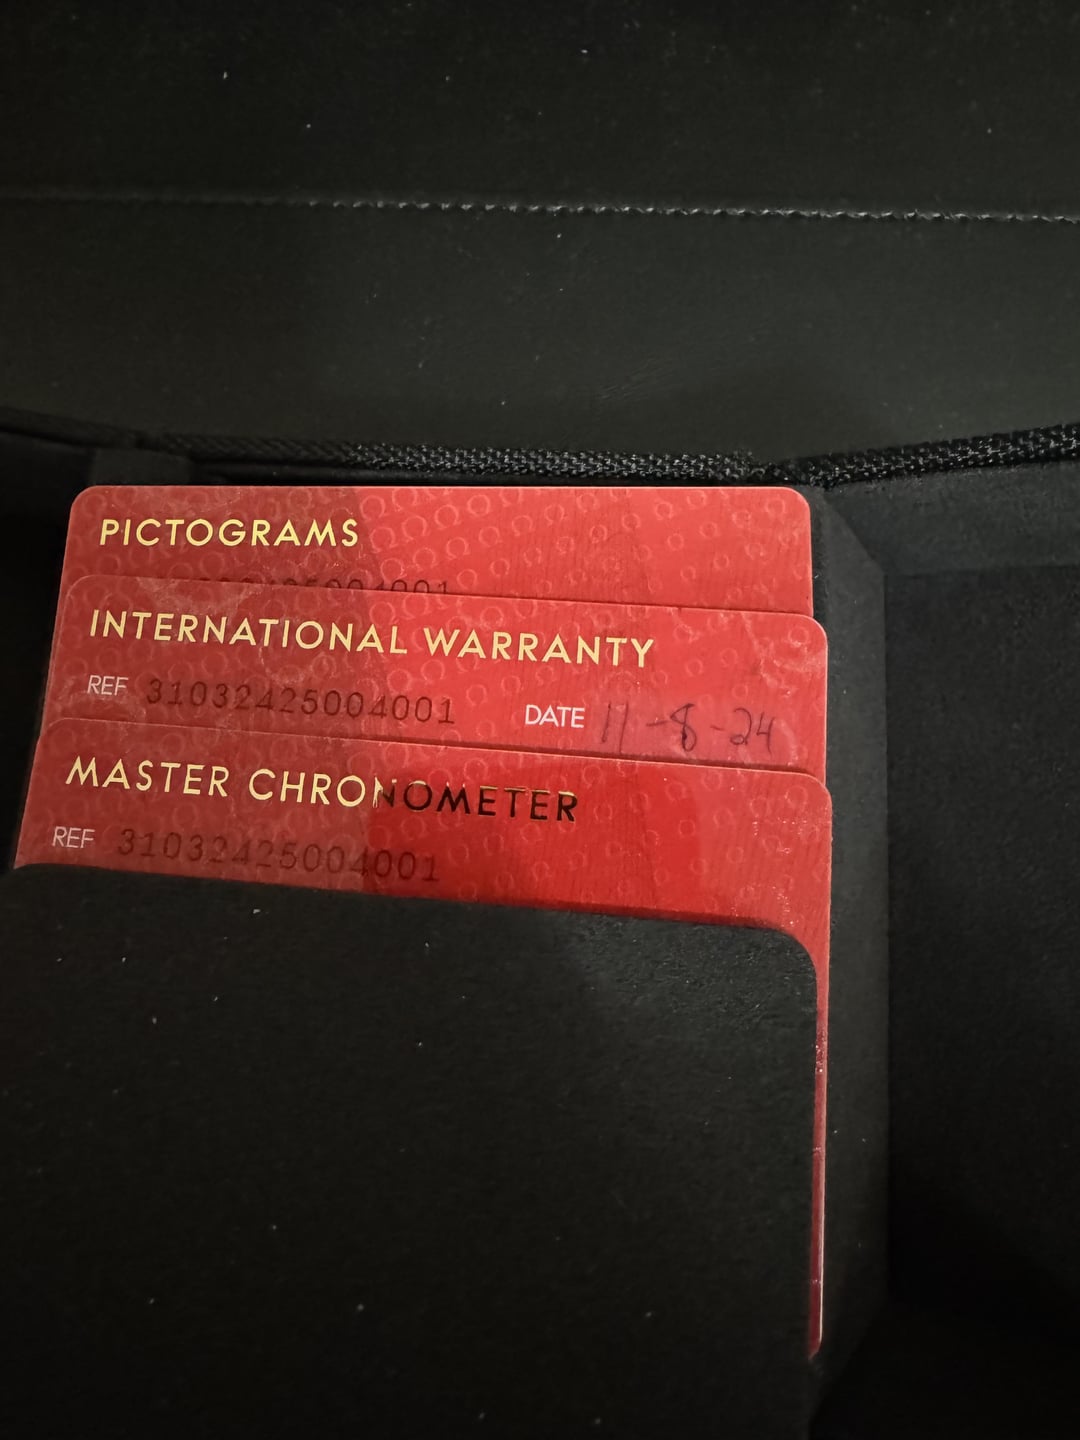 PICTOGRAMS
INTERNATIONAL WARRANTY
REF 31032425004001 DATE 11-8-24
MASTER CHRONOMETER
REF 31032425004001